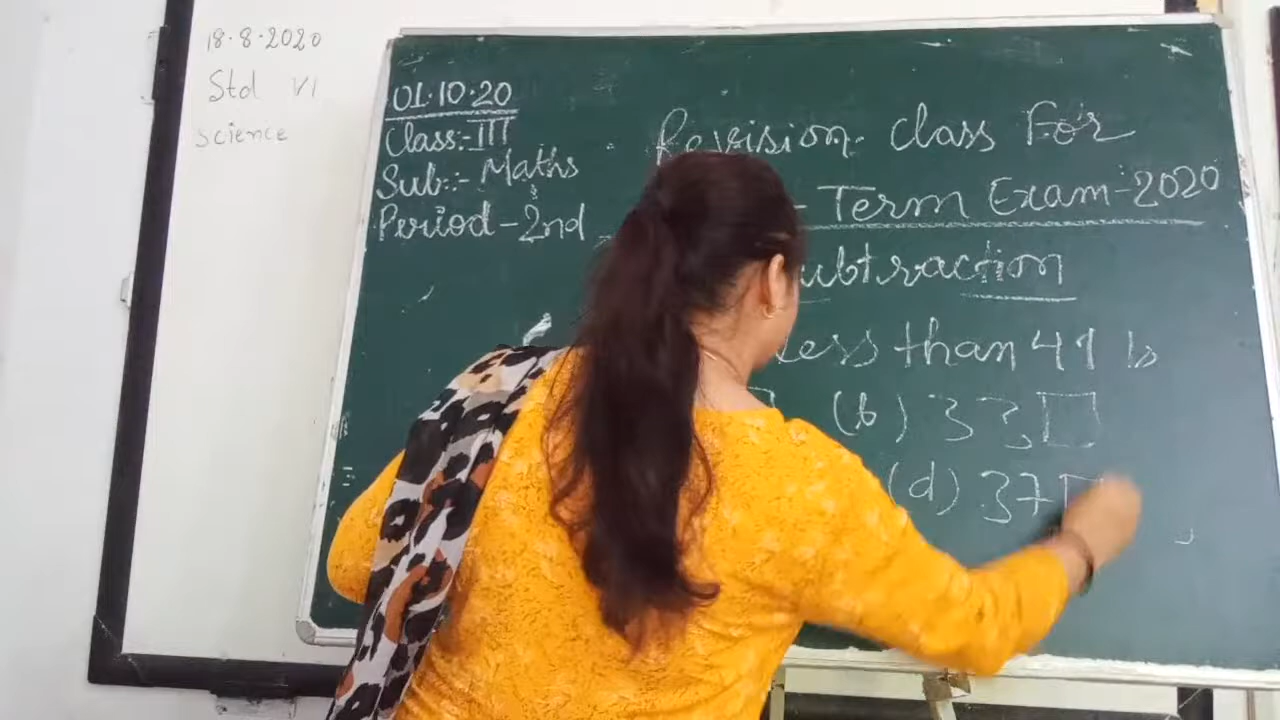 18.8.2020
Std VI
science
01.10.20
Class:-III
Sub:- Maths
Period-2nd
Revision Class For
- Term Exam-2020
ubtraction
less than 41 is
(b) 33
(d) 37